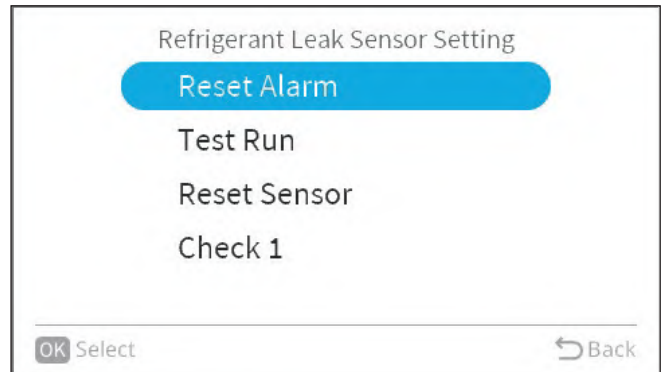 Refrigerant Leak Sensor Setting
Reset Alarm
Test Run
Reset Sensor
Check 1
OK Select Back